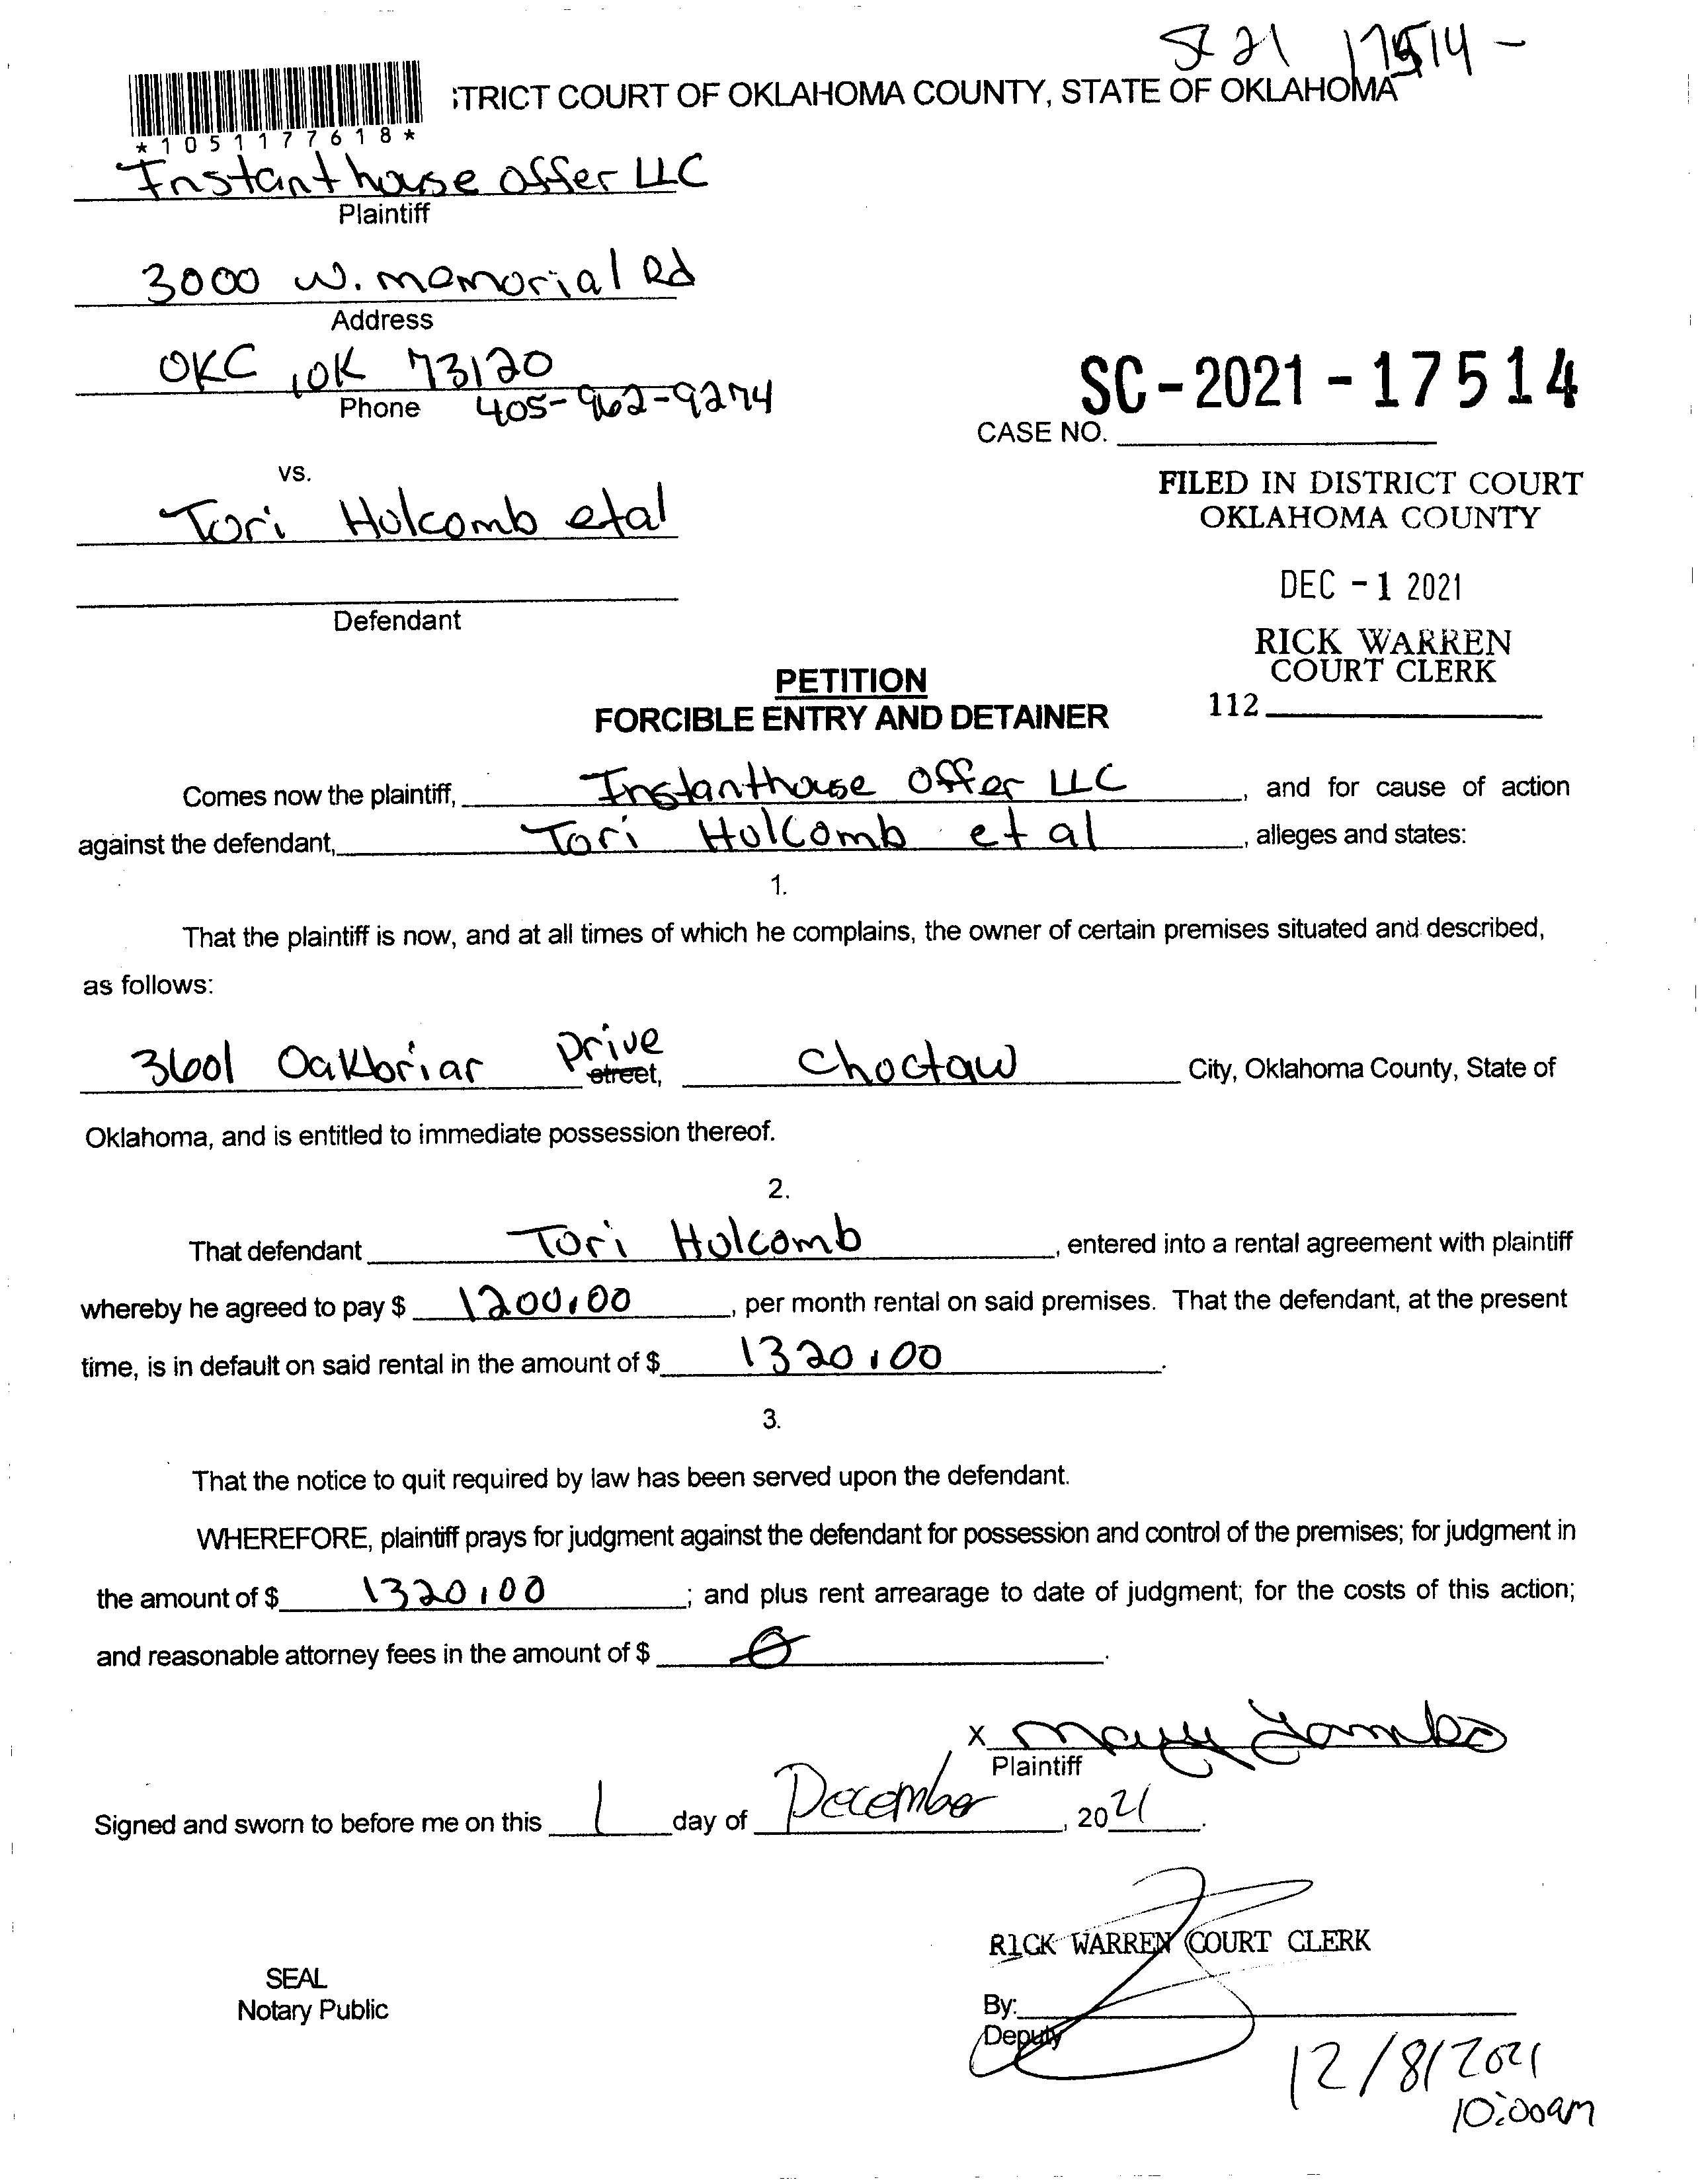 SC 21 17514 -
STRICT COURT OF OKLAHOMA COUNTY, STATE OF OKLAHOMA
* 1 0 5 1 1 7 7 6 1 8 *
Instanthouse offer LLC
Plaintiff
3000 W. memorial Rd
Address
OKC, OK 73120
Phone 405-962-9274
SC-2021-17514
CASE NO.
vs.
FILED IN DISTRICT COURT
OKLAHOMA COUNTY
Tori Holcomb etal
DEC -1 2021
Defendant
RICK WARREN
COURT CLERK
112
PETITION
FORCIBLE ENTRY AND DETAINER
Comes now the plaintiff, Instanthouse Offer LLC, and for cause of action
against the defendant, Tori Holcomb et al, alleges and states:
1.
That the plaintiff is now, and at all times of which he complains, the owner of certain premises situated and described,
as follows:
3601 Oakbriar Drive street, Choctaw City, Oklahoma County, State of
Oklahoma, and is entitled to immediate possession thereof.
2.
That defendant Tori Holcomb, entered into a rental agreement with plaintiff
whereby he agreed to pay $ 1200.00, per month rental on said premises. That the defendant, at the present
time, is in default on said rental in the amount of $ 1320.00.
3.
That the notice to quit required by law has been served upon the defendant.
WHEREFORE, plaintiff prays for judgment against the defendant for possession and control of the premises; for judgment in
the amount of $ 1320.00; and plus rent arrearage to date of judgment; for the costs of this action;
and reasonable attorney fees in the amount of $ 0.
X
Plaintiff
Signed and sworn to before me on this 1 day of December, 2021.
RICK WARREN COURT CLERK
SEAL
Notary Public
By:
Deputy
12/8/2021
10:00am